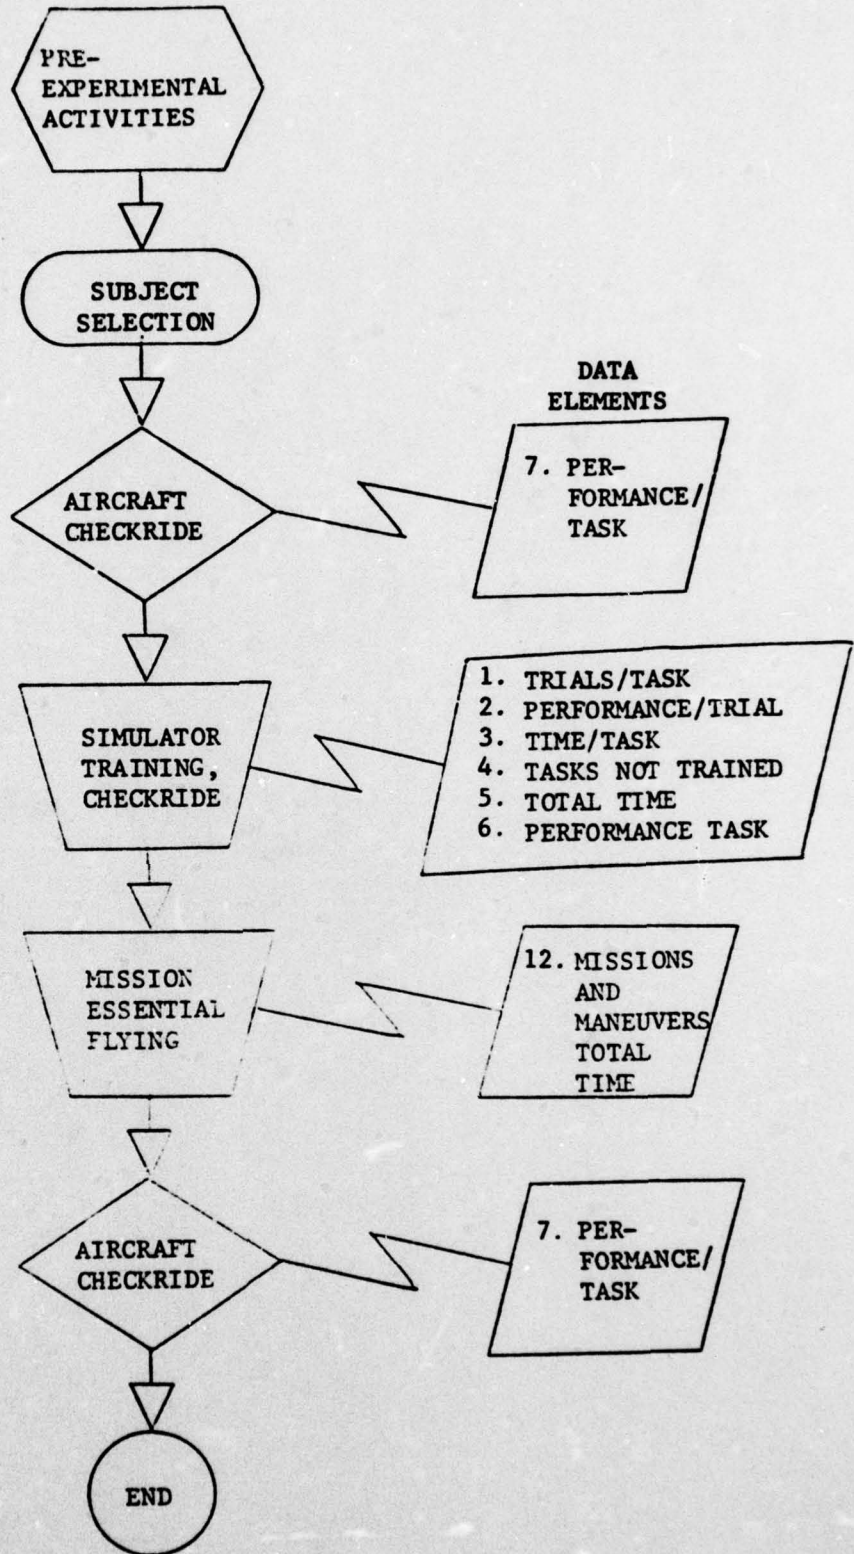 PRE-
EXPERIMENTAL
ACTIVITIES
SUBJECT
SELECTION
DATA
ELEMENTS
AIRCRAFT
CHECKRIDE
7. PER-
FORMANCE/
TASK
SIMULATOR
TRAINING,
CHECKRIDE
1. TRIALS/TASK
2. PERFORMANCE/TRIAL
3. TIME/TASK
4. TASKS NOT TRAINED
5. TOTAL TIME
6. PERFORMANCE TASK
MISSION
ESSENTIAL
FLYING
12. MISSIONS
AND
MANEUVERS
TOTAL
TIME
AIRCRAFT
CHECKRIDE
7. PER-
FORMANCE/
TASK
END